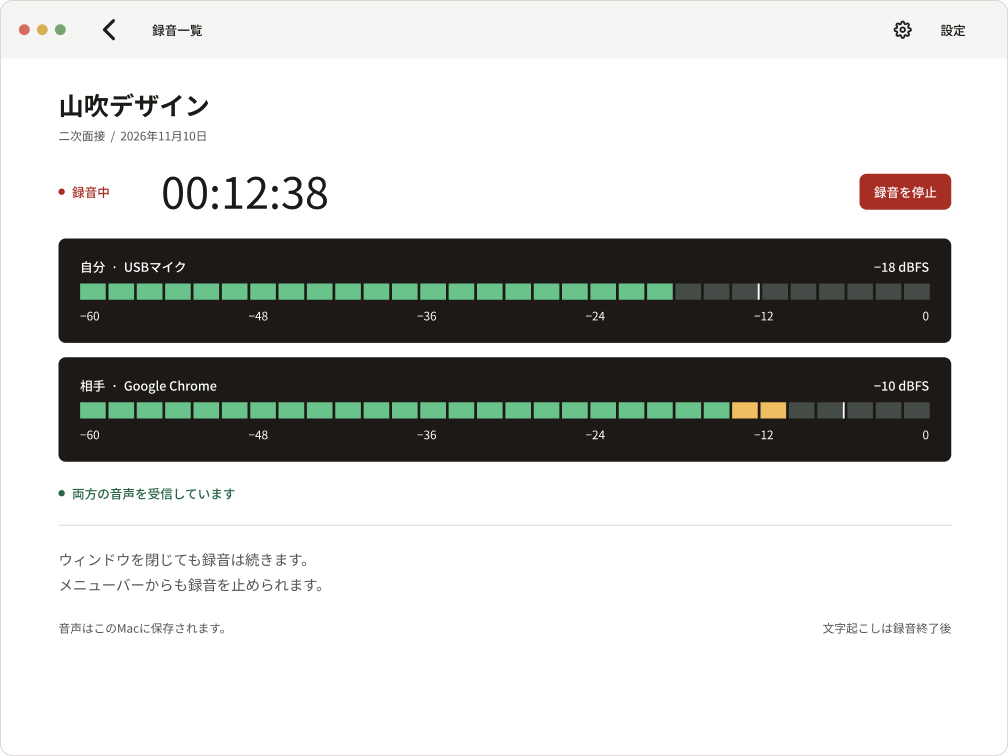 録音一覧
設定
山吹デザイン
二次面接 / 2026年11月10日
録音中
00:12:38
録音を停止
自分 · USBマイク
−18 dBFS
−60 −48 −36 −24 −12 0
相手 · Google Chrome
−10 dBFS
−60 −48 −36 −24 −12 0
両方の音声を受信しています
ウィンドウを閉じても録音は続きます。
メニューバーからも録音を止められます。
音声はこのMacに保存されます。
文字起こしは録音終了後